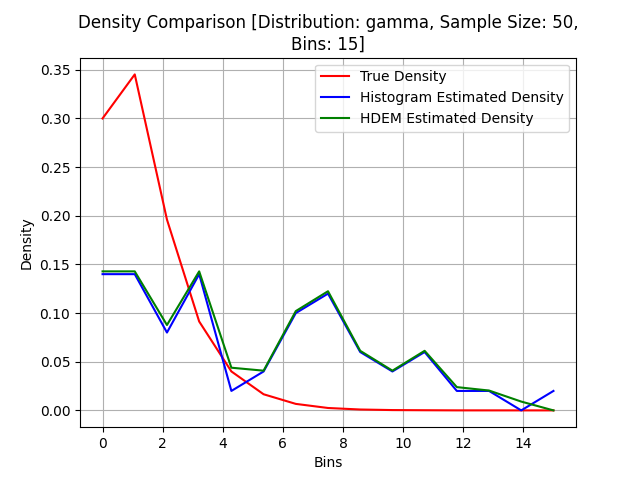 Density Comparison [Distribution: gamma, Sample Size: 50,
Bins: 15]
True Density
Histogram Estimated Density
HDEM Estimated Density
Density
0.35
0.30
0.25
0.20
0.15
0.10
0.05
0.00
0 2 4 6 8 10 12 14
Bins